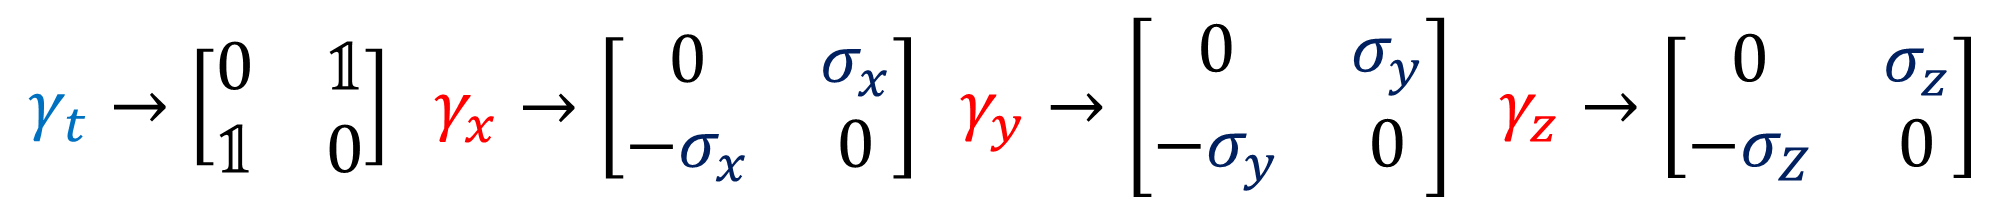 γ_t → [0 𝟙; 𝟙 0] γ_x → [0 σ_x; −σ_x 0] γ_y → [0 σ_y; −σ_y 0] γ_z → [0 σ_z; −σ_Z 0]